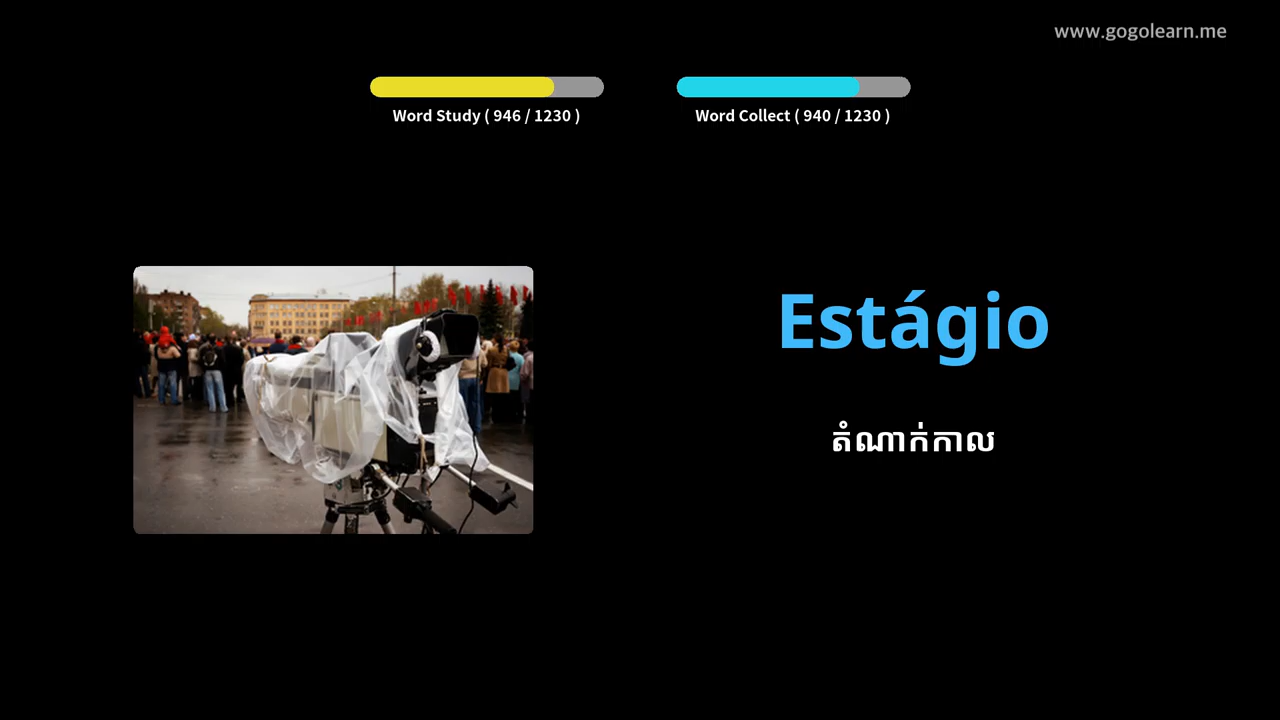 www.gogolearn.me
Word Study ( 946 / 1230 )
Word Collect ( 940 / 1230 )
Estágio
តំណាក់កាល